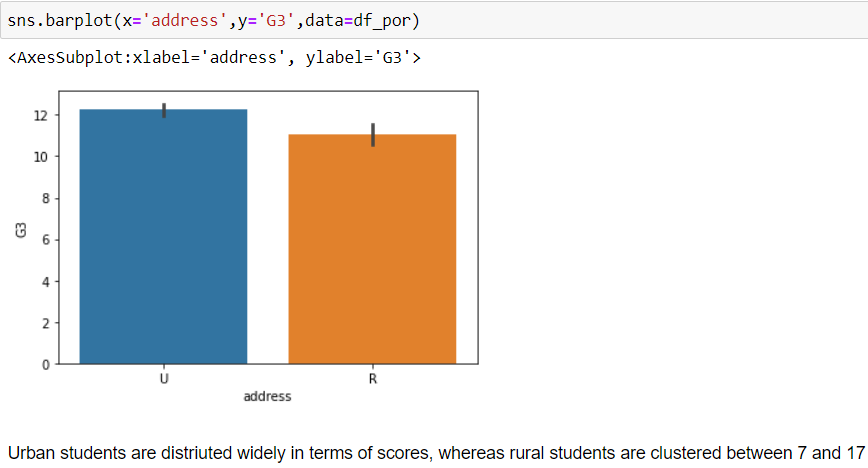 sns.barplot(x='address',y='G3',data=df_por)
<AxesSubplot:xlabel='address', ylabel='G3'>
12
10
8
6
4
2
0
G3
U R
address
Urban students are distriuted widely in terms of scores, whereas rural students are clustered between 7 and 17